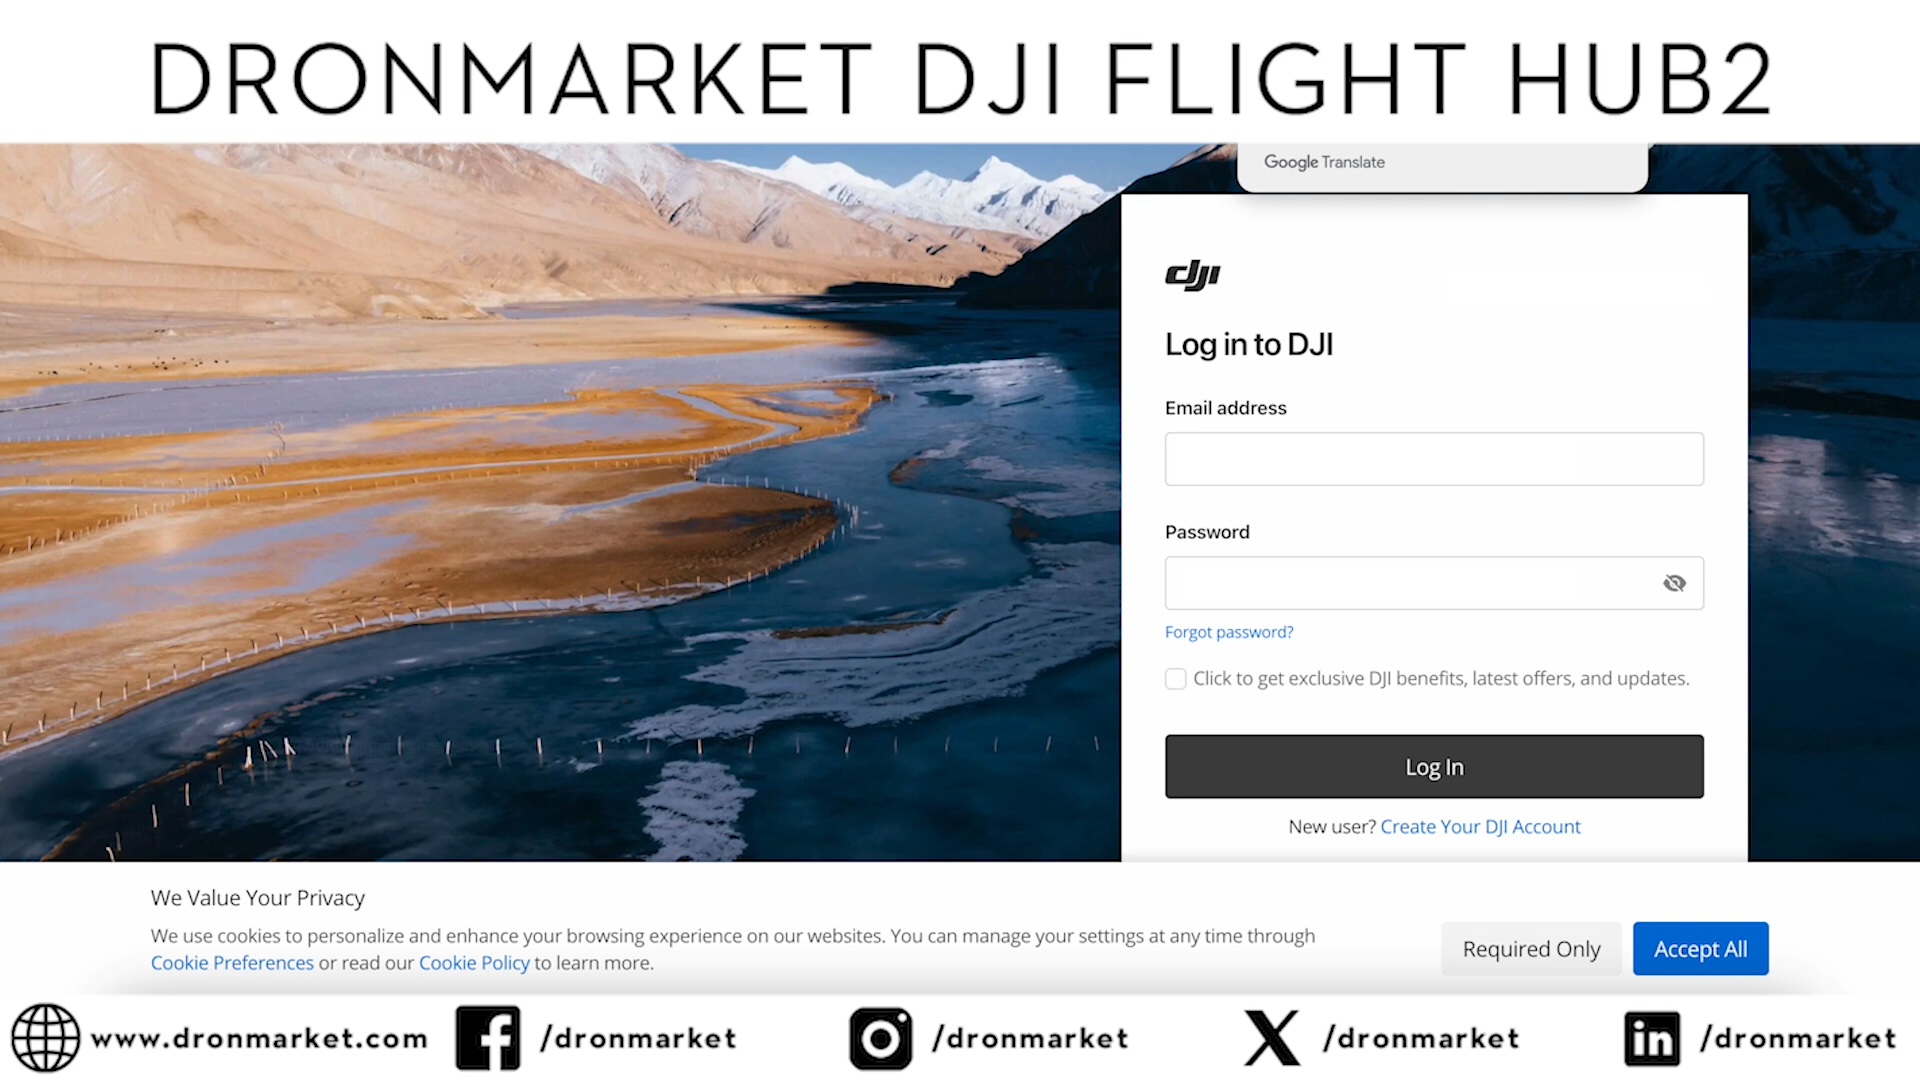 DRONMARKET DJI FLIGHT HUB2
Google Translate
dji
Log in to DJI
Email address
Password
Forgot password?
Click to get exclusive DJI benefits, latest offers, and updates.
Log In
New user? Create Your DJI Account
We Value Your Privacy
We use cookies to personalize and enhance your browsing experience on our websites. You can manage your settings at any time through
Cookie Preferences or read our Cookie Policy to learn more.
Required Only
Accept All
www.dronmarket.com
/dronmarket
/dronmarket
/dronmarket
/dronmarket